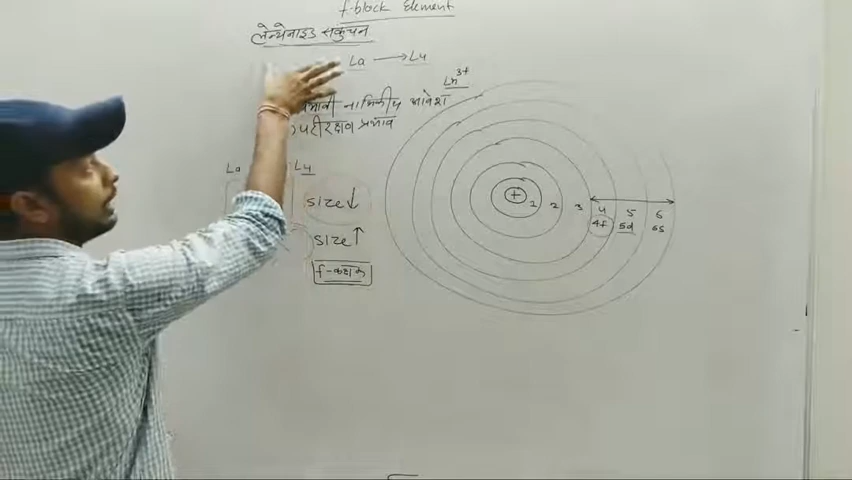 f-block Element
लेन्थेनाइड संकुचन
La → Lu
Ln³⁺
प्रभावी नाभिकीय आवेश
परीरक्षण प्रभाव
La Lu
size↓
size↑
f-कक्षक
+ 1 2 3 4 5 6
4f 5d 6s